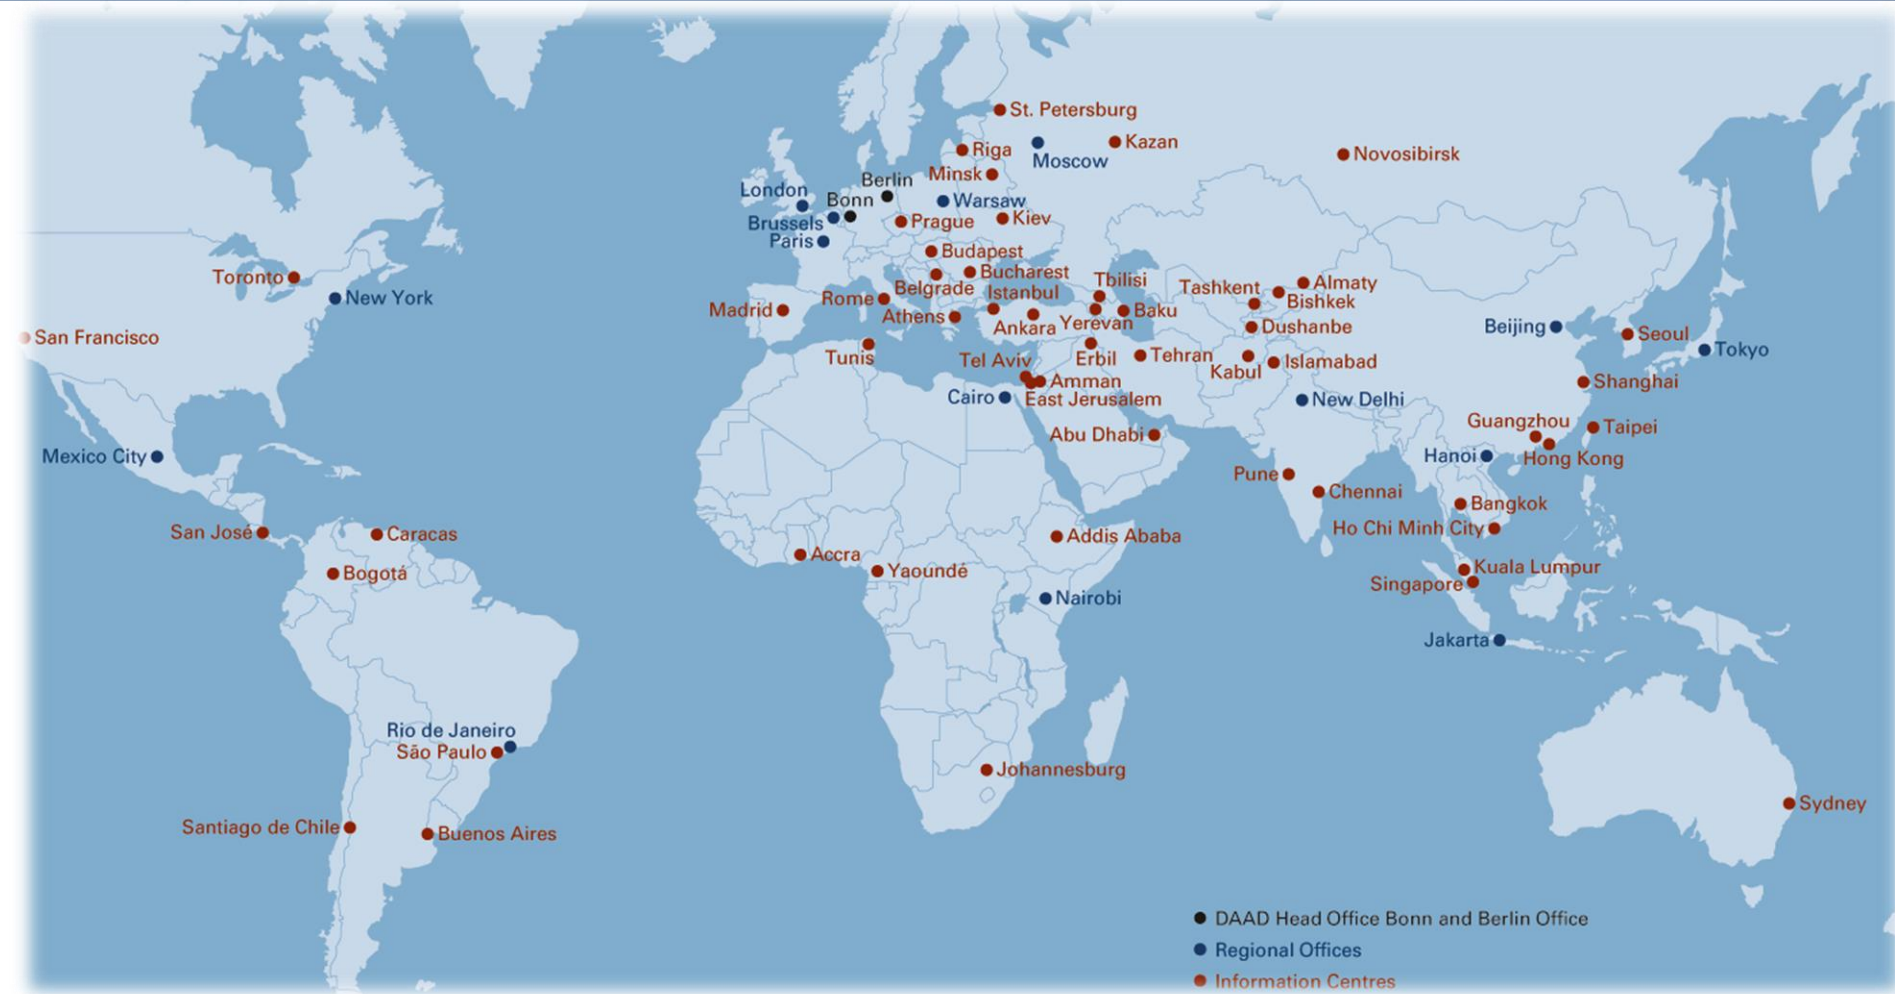 St. Petersburg
Kazan
Riga
Moscow
Novosibirsk
Minsk
Berlin
London
Bonn
Warsaw
Brussels
Prague
Kiev
Paris
Budapest
Bucharest
Toronto
Belgrade
Tbilisi
Tashkent
Almaty
New York
Rome
Istanbul
Bishkek
Madrid
Athens
Ankara
Yerevan
Baku
Dushanbe
Beijing
Seoul
San Francisco
Tunis
Tel Aviv
Erbil
Tehran
Kabul
Islamabad
Tokyo
Amman
Shanghai
Cairo
East Jerusalem
New Delhi
Abu Dhabi
Guangzhou
Taipei
Mexico City
Hanoi
Hong Kong
Pune
Chennai
Bangkok
San José
Caracas
Addis Ababa
Ho Chi Minh City
Accra
Bogotá
Yaoundé
Kuala Lumpur
Singapore
Nairobi
Jakarta
Rio de Janeiro
São Paulo
Johannesburg
Sydney
Santiago de Chile
Buenos Aires
DAAD Head Office Bonn and Berlin Office
Regional Offices
Information Centres